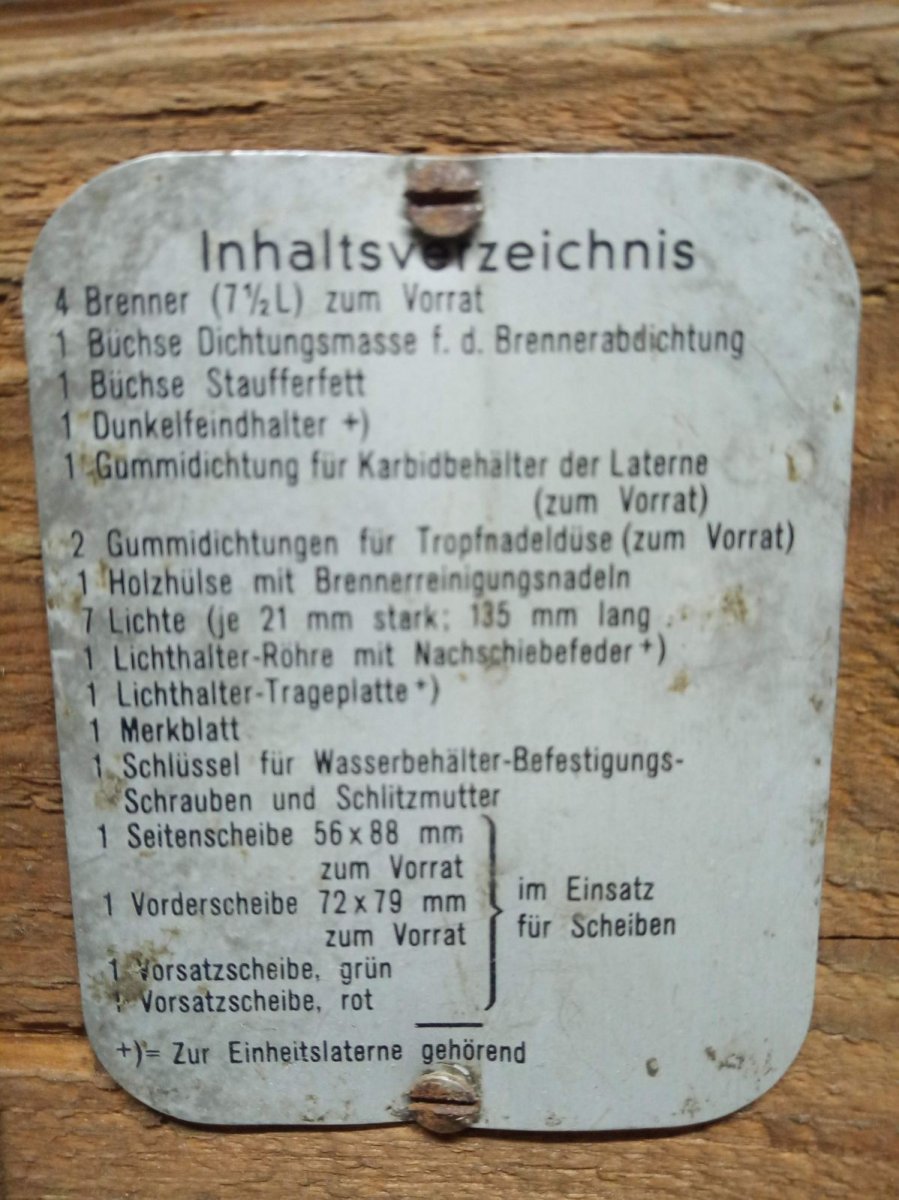 Inhaltsverzeichnis
4 Brenner (7½L) zum Vorrat
1 Büchse Dichtungsmasse f. d. Brennerabdichtung
1 Büchse Staufferfett
1 Dunkelfeindhalter +)
1 Gummidichtung für Karbidbehälter der Laterne
(zum Vorrat)
2 Gummidichtungen für Tropfnadeldüse (zum Vorrat)
1 Holzhülse mit Brennerreinigungsnadeln
7 Lichte (je 21 mm stark; 135 mm lang
1 Lichthalter-Röhre mit Nachschiebefeder +)
1 Lichthalter-Trageplatte +)
1 Merkblatt
1 Schlüssel für Wasserbehälter-Befestigungs-
Schrauben und Schlitzmutter
1 Seitenscheibe 56x88 mm
zum Vorrat
1 Vorderscheibe 72x79 mm
zum Vorrat
im Einsatz
für Scheiben
1 Vorsatzscheibe, grün
1 Vorsatzscheibe, rot
+)= Zur Einheitslaterne gehörend